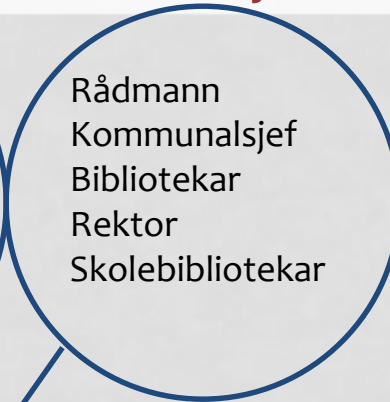 Rådmann
Kommunalsjef
Bibliotekar
Rektor
Skolebibliotekar